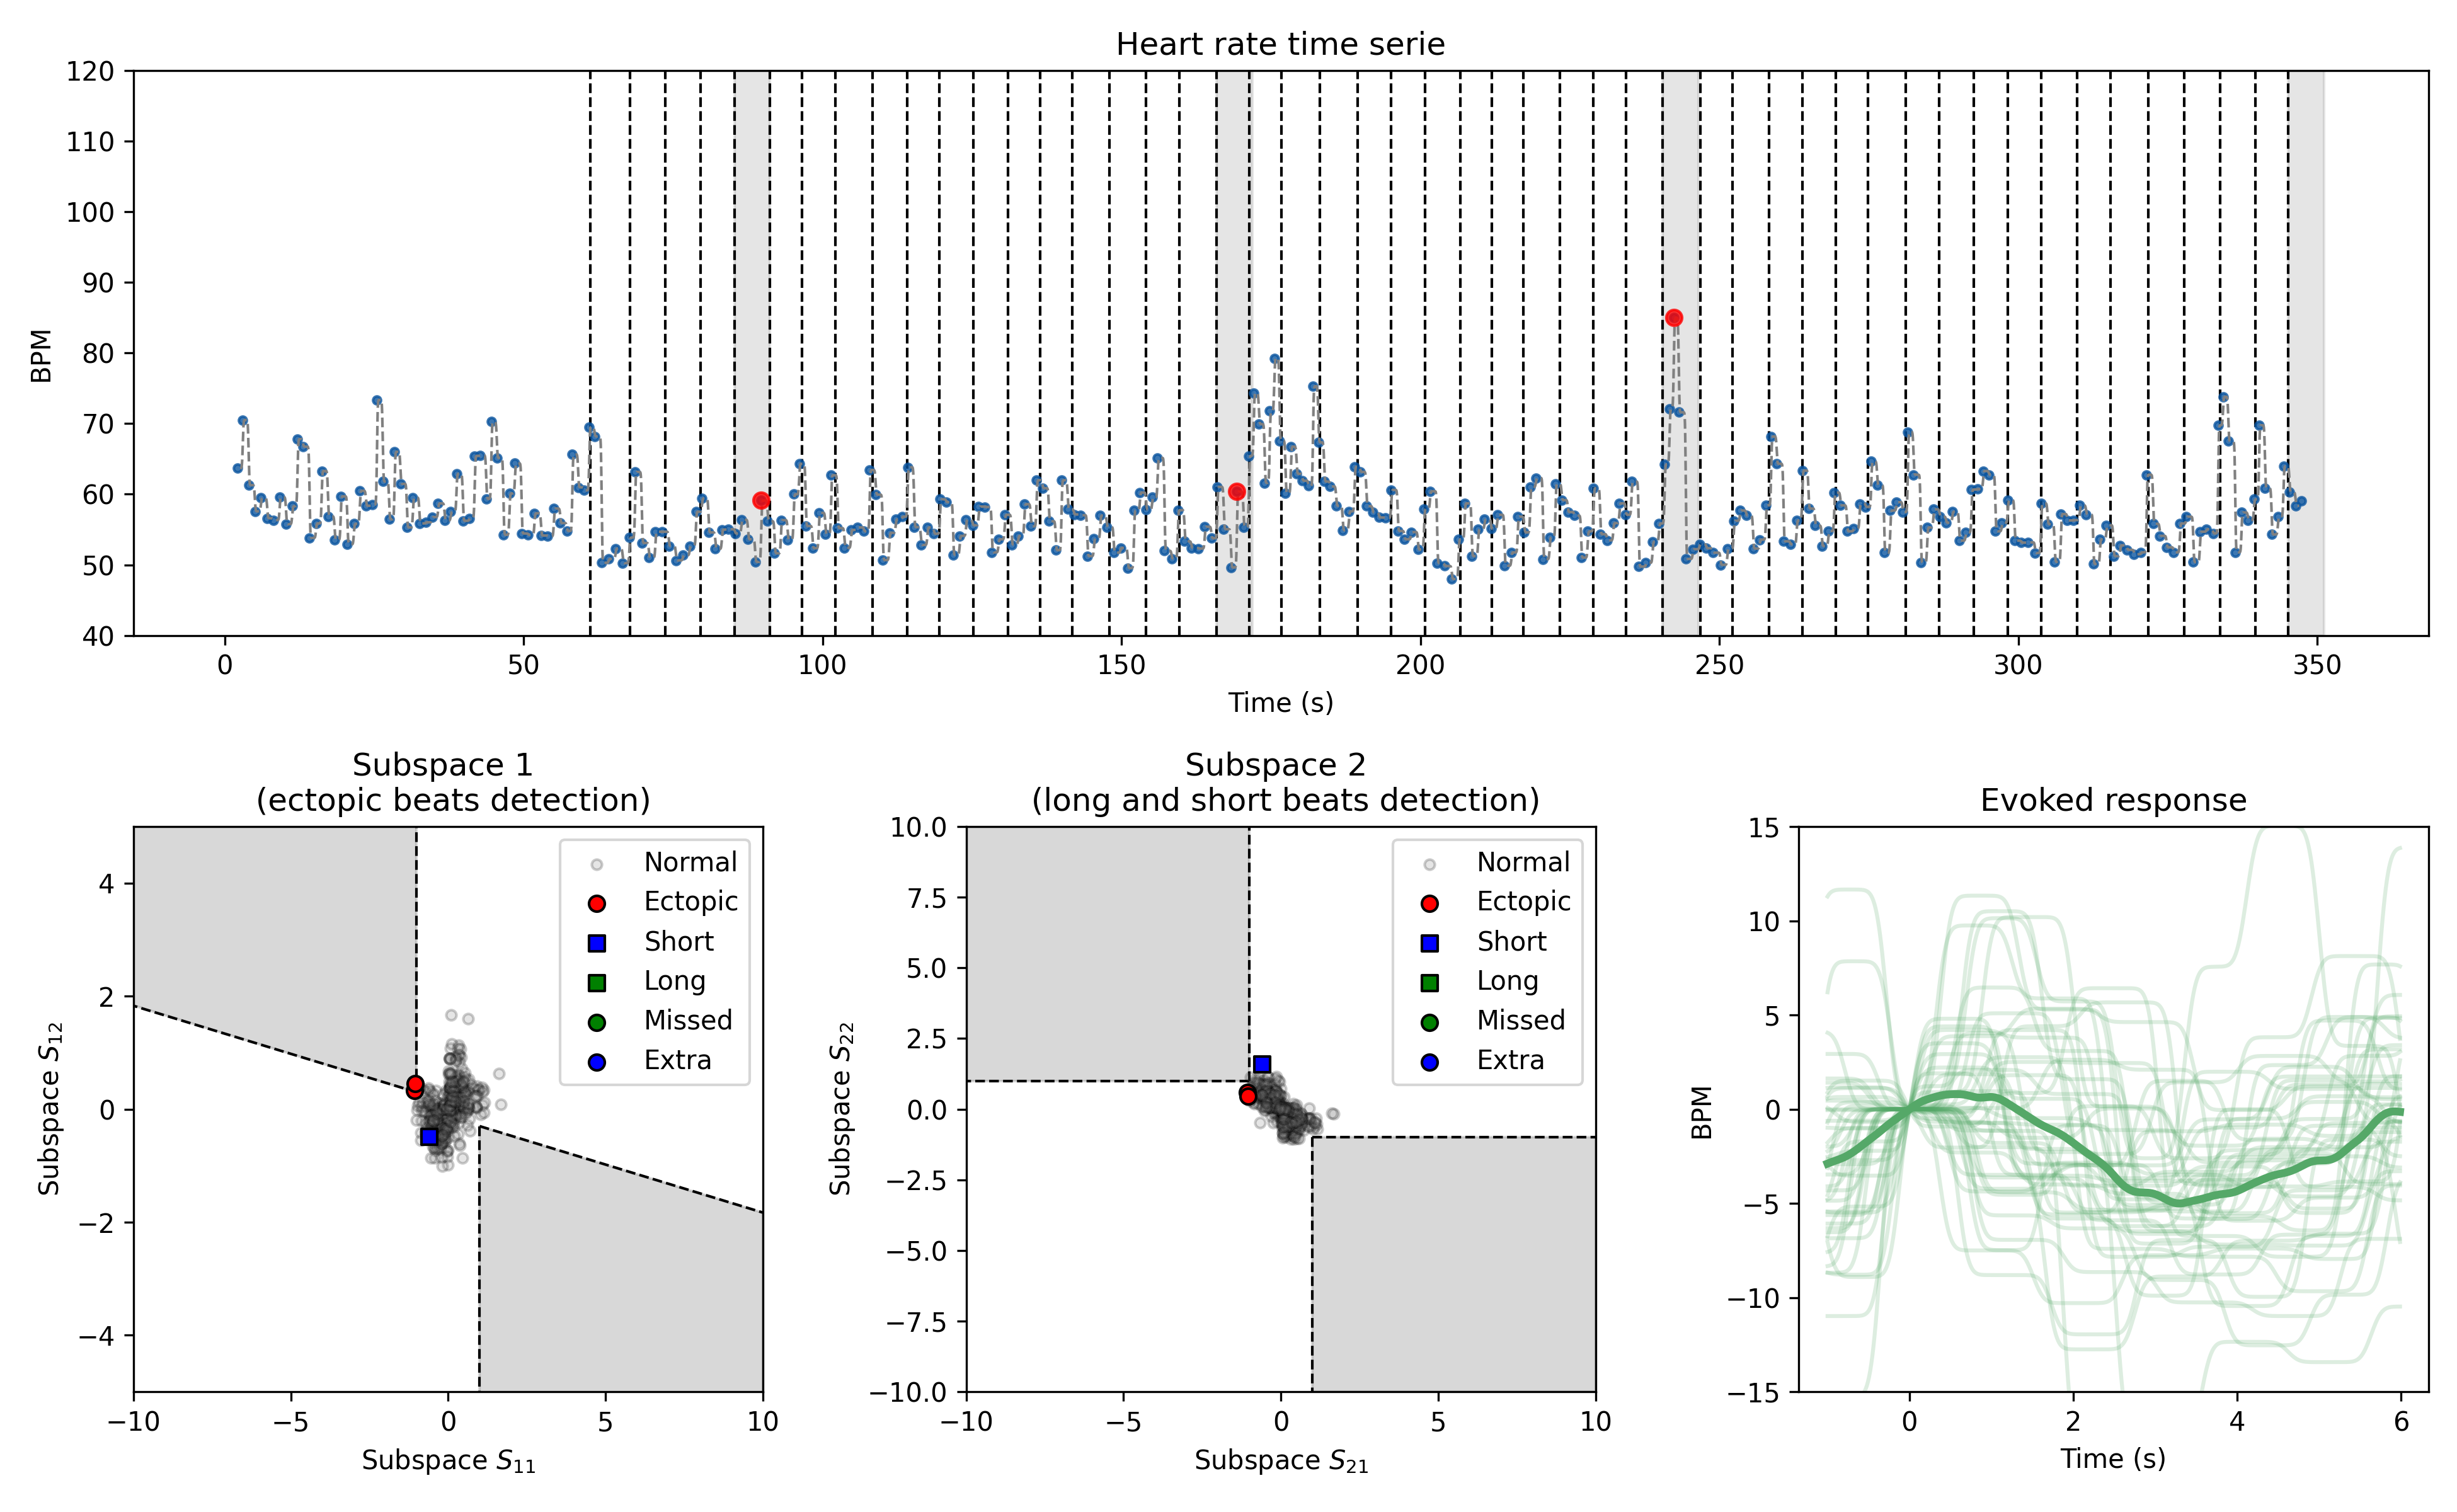 Heart rate time serie
120
110
100
90
80
70
60
50
40
BPM
0 50 100 150 200 250 300 350
Time (s)
Subspace 1
(ectopic beats detection)
4
2
0
−2
−4
Subspace S12
Normal
Ectopic
Short
Long
Missed
Extra
−10 −5 0 5 10
Subspace S11
Subspace 2
(long and short beats detection)
10.0
7.5
5.0
2.5
0.0
−2.5
−5.0
−7.5
−10.0
Subspace S22
Normal
Ectopic
Short
Long
Missed
Extra
−10 −5 0 5 10
Subspace S21
Evoked response
15
10
5
0
−5
−10
−15
BPM
0 2 4 6
Time (s)